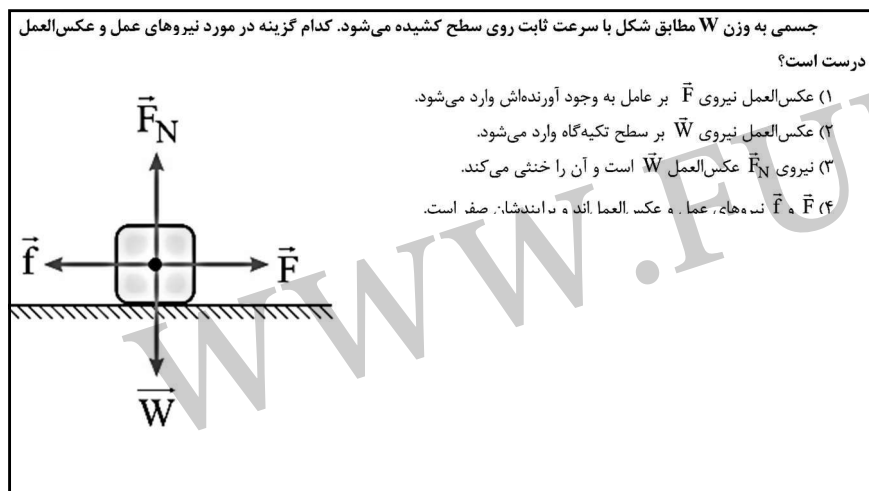 جسمی به وزن W مطابق شکل با سرعت ثابت روی سطح کشیده می‌شود. کدام گزینه در مورد نیروهای عمل و عکس‌العمل
درست است؟
۱) عکس‌العمل نیروی F⃗ بر عامل به وجود آورنده‌اش وارد می‌شود.
۲) عکس‌العمل نیروی W⃗ بر سطح تکیه‌گاه وارد می‌شود.
۳) نیروی F⃗N عکس‌العمل W⃗ است و آن را خنثی می‌کند.
۴) F⃗ و f⃗ نیروهای عمل و عکس‌العمل‌اند و برایندشان صفر است.
F⃗N
f⃗
F⃗
W⃗
WWW.FU